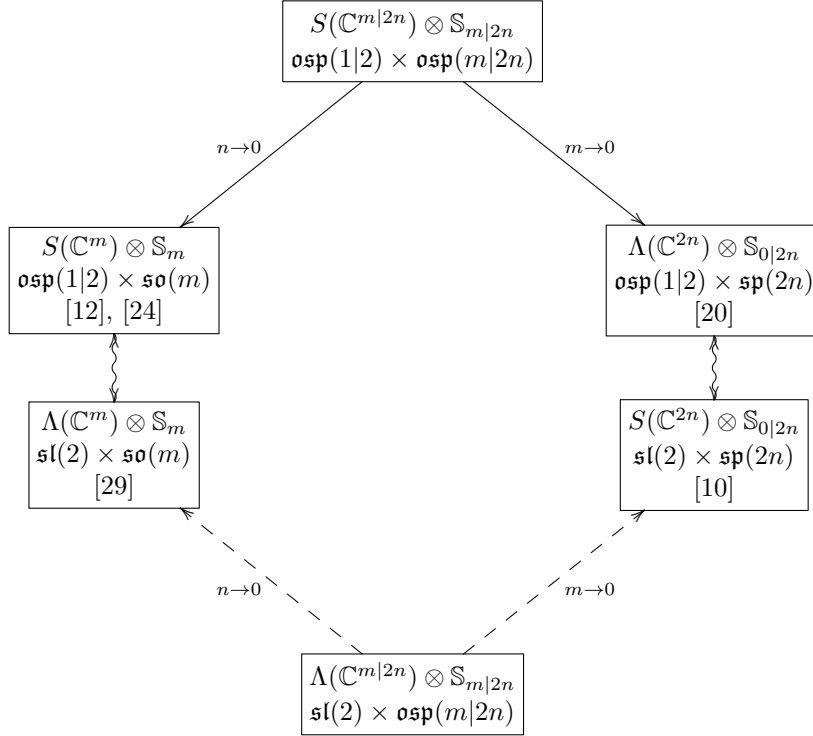 S(ℂ^{m|2n}) ⊗ 𝕊_{m|2n}
𝔬𝔰𝔭(1|2) × 𝔬𝔰𝔭(m|2n)
n→0
m→0
S(ℂ^m) ⊗ 𝕊_m
𝔬𝔰𝔭(1|2) × 𝔰𝔬(m)
[12], [24]
Λ(ℂ^{2n}) ⊗ 𝕊_{0|2n}
𝔬𝔰𝔭(1|2) × 𝔰𝔭(2n)
[20]
Λ(ℂ^m) ⊗ 𝕊_m
𝔰𝔩(2) × 𝔰𝔬(m)
[29]
S(ℂ^{2n}) ⊗ 𝕊_{0|2n}
𝔰𝔩(2) × 𝔰𝔭(2n)
[10]
n→0
m→0
Λ(ℂ^{m|2n}) ⊗ 𝕊_{m|2n}
𝔰𝔩(2) × 𝔬𝔰𝔭(m|2n)